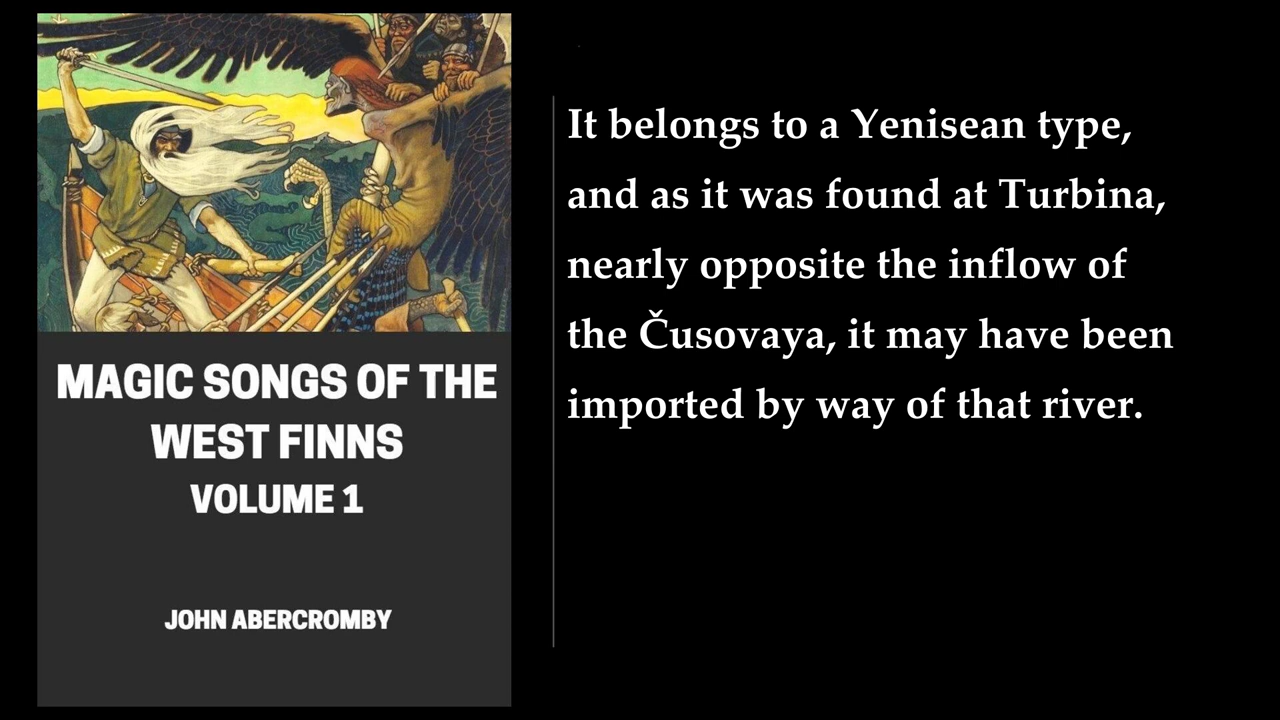 MAGIC SONGS OF THE
WEST FINNS
VOLUME 1
JOHN ABERCROMBY
It belongs to a Yenisean type,
and as it was found at Turbina,
nearly opposite the inflow of
the Čusovaya, it may have been
imported by way of that river.